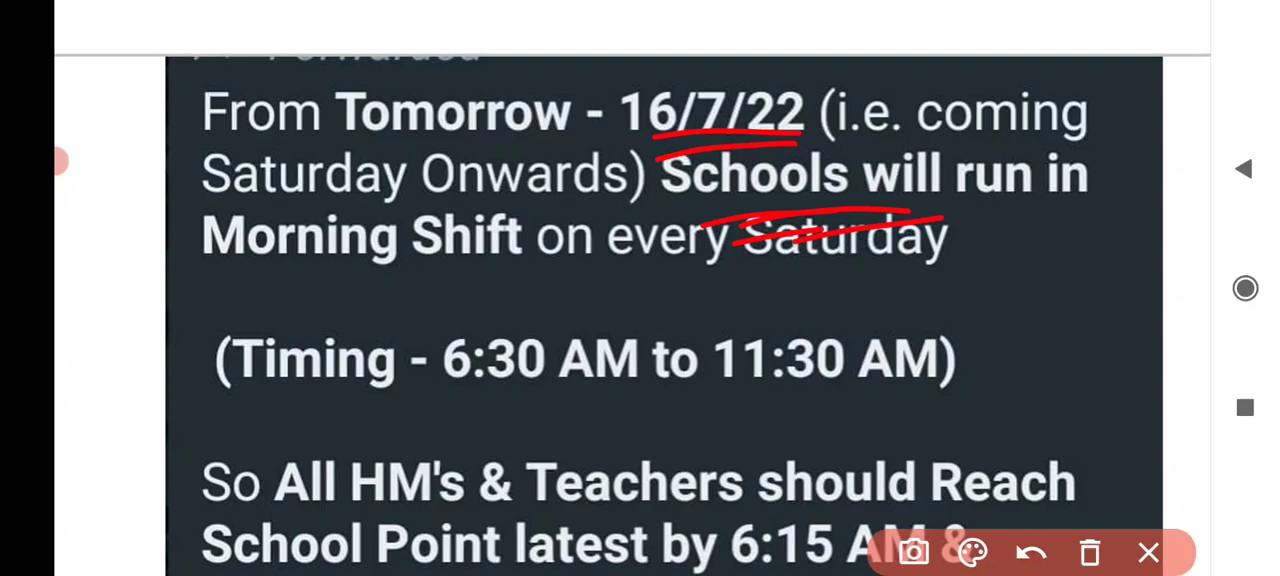 From Tomorrow - 16/7/22 (i.e. coming
Saturday Onwards) Schools will run in
Morning Shift on every Saturday
(Timing - 6:30 AM to 11:30 AM)
So All HM's & Teachers should Reach
School Point latest by 6:15 AM &